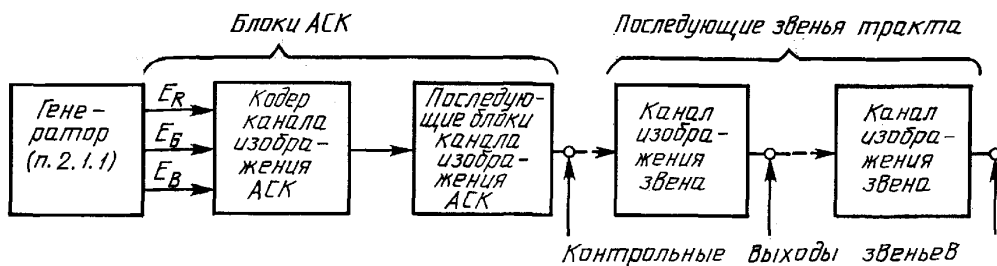 Блоки АСК
Последующие звенья тракта
Гене-
ратор
(п. 2.1.1)
E_R
E_G
E_B
Кодер
канала
изобра-
жения
АСК
Последую-
щие блоки
канала
изобра-
жения
АСК
Канал
изобра-
жения
звена
Канал
изобра-
жения
звена
Контрольные выходы звеньев